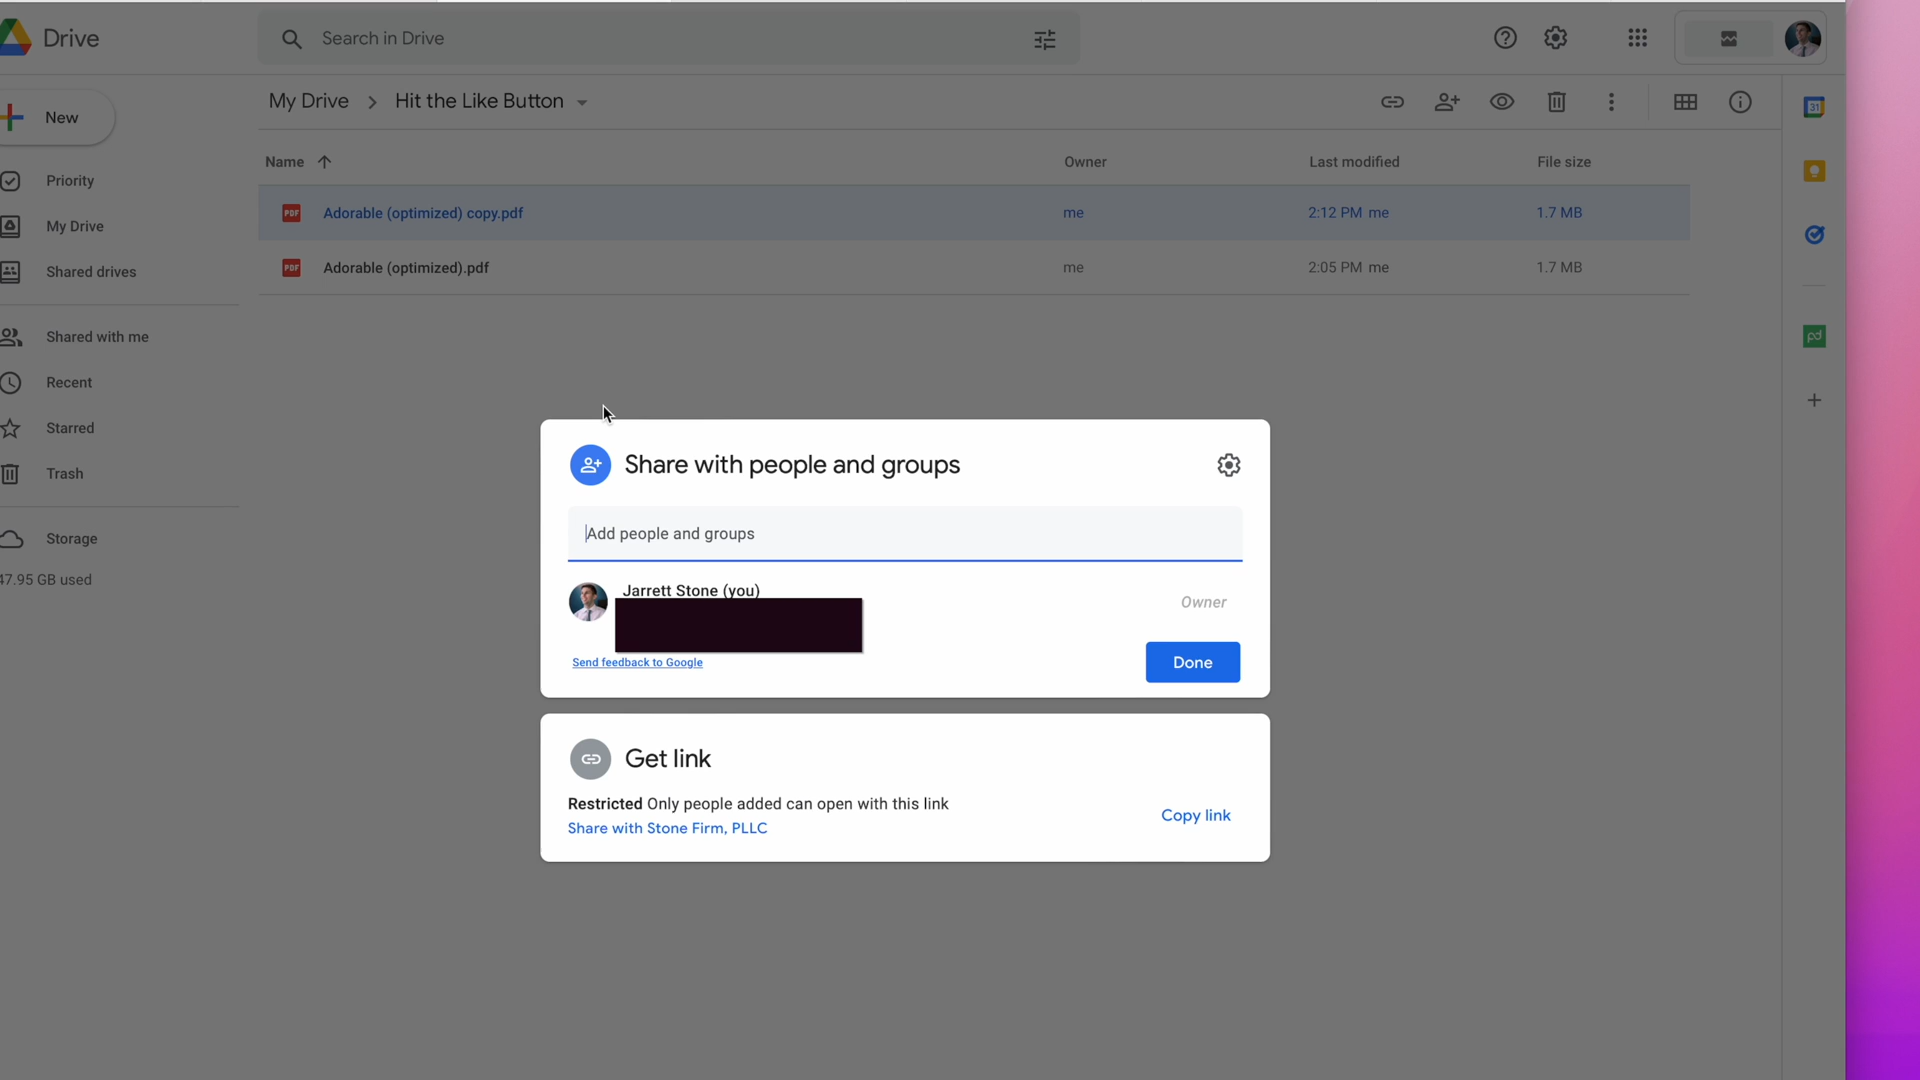 Drive
Search in Drive
New
My Drive
Hit the Like Button
Name
Owner
Last modified
File size
Priority
My Drive
Shared drives
Shared with me
Recent
Starred
Trash
Storage
47.95 GB used
PDF
Adorable (optimized) copy.pdf
me
2:12 PM me
1.7 MB
PDF
Adorable (optimized).pdf
me
2:05 PM me
1.7 MB
31
pd
Share with people and groups
Add people and groups
Jarrett Stone (you)
Owner
Send feedback to Google
Done
Get link
Restricted Only people added can open with this link
Share with Stone Firm, PLLC
Copy link